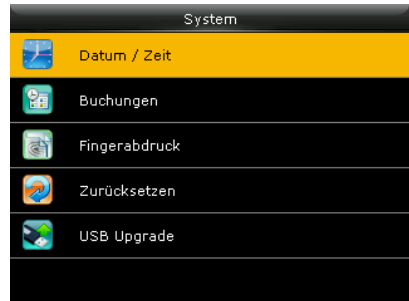 System
Datum / Zeit
Buchungen
Fingerabdruck
Zurücksetzen
USB Upgrade